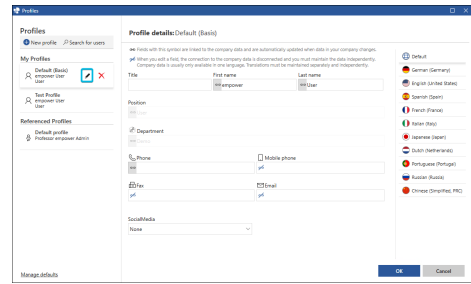 Profiles
Profiles
New profile
Search for users
My Profiles
Default (Basis)
empower User
User
Test Profile
empower User
User
Referenced Profiles
Default profile
Professor empower Admin
Manage defaults
Profile details: Default (Basis)
Fields with this symbol are linked to the company data and are automatically updated when data in your company changes.
When you edit a field, the connection to the company data is disconnected and you must maintain the data independently.
Company data is usually only available in one language. Translations must be maintained separately and independently.
Title
First name
Last name
empower
User
Position
Department
Phone
Mobile phone
Fax
Email
SocialMedia
None
Default
German (Germany)
English (United States)
Spanish (Spain)
French (France)
Italian (Italy)
Japanese (Japan)
Dutch (Netherlands)
Portuguese (Portugal)
Russian (Russia)
Chinese (Simplified, PRC)
OK
Cancel